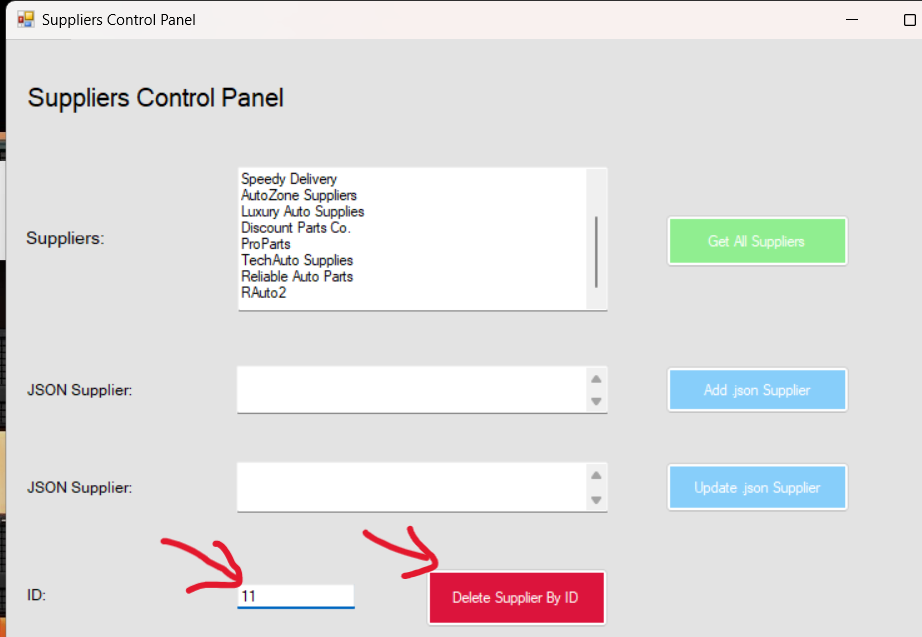 Suppliers Control Panel
Suppliers Control Panel
Suppliers:
Speedy Delivery
AutoZone Suppliers
Luxury Auto Supplies
Discount Parts Co.
ProParts
TechAuto Supplies
Reliable Auto Parts
RAuto2
Get All Suppliers
JSON Supplier:
Add .json Supplier
JSON Supplier:
Update .json Supplier
ID:
11
Delete Supplier By ID